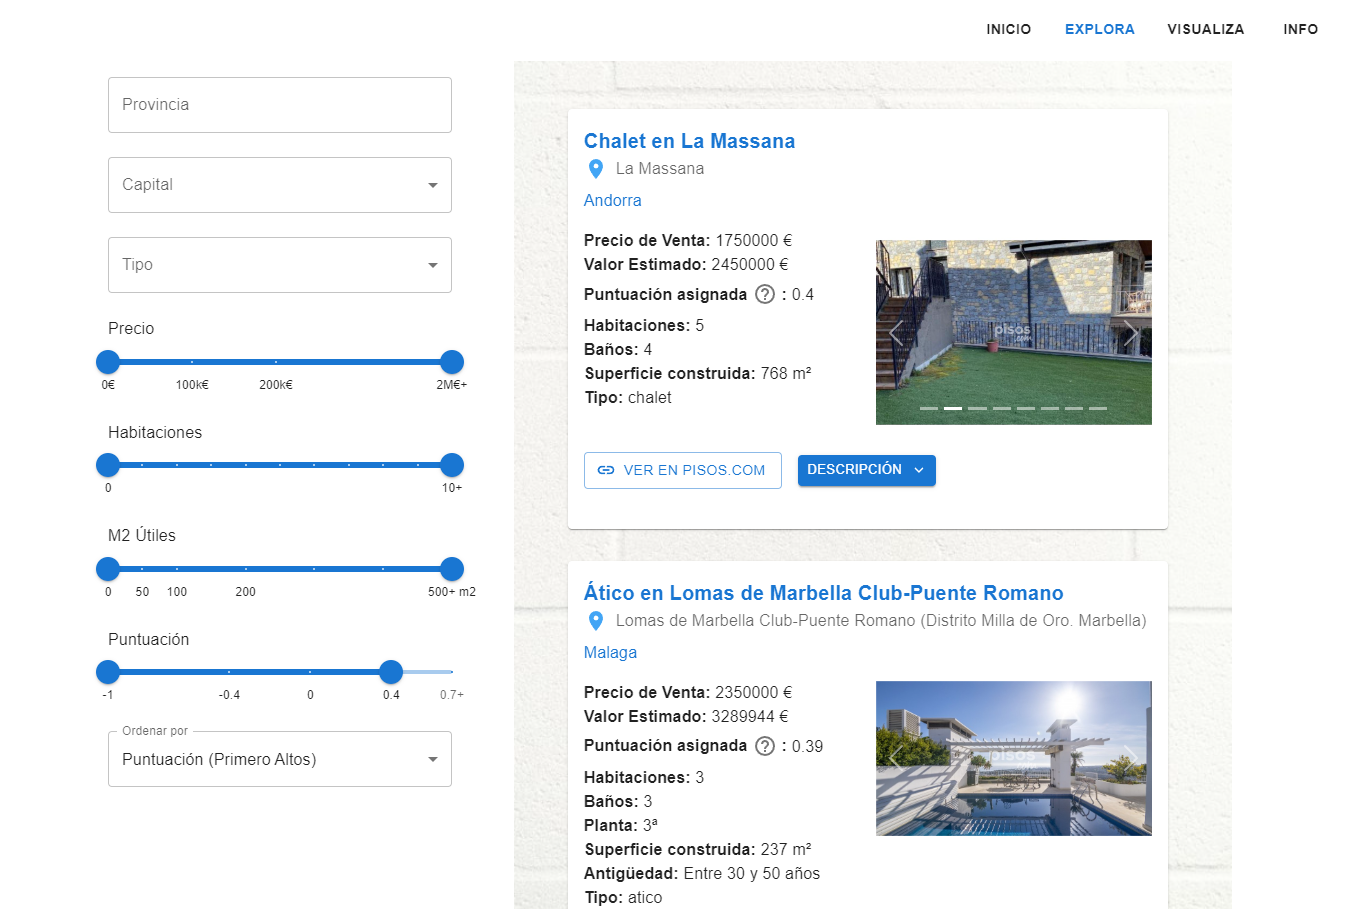 INICIO EXPLORA VISUALIZA INFO
Provincia
Capital
Tipo
Precio
0€ 100k€ 200k€ 2M€+
Habitaciones
0 10+
M2 Útiles
0 50 100 200 500+ m2
Puntuación
-1 -0.4 0 0.4 0.7+
Ordenar por
Puntuación (Primero Altos)
Chalet en La Massana
La Massana
Andorra
Precio de Venta: 1750000 €
Valor Estimado: 2450000 €
Puntuación asignada ? : 0.4
Habitaciones: 5
Baños: 4
Superficie construida: 768 m²
Tipo: chalet
pisos
.com
VER EN PISOS.COM DESCRIPCIÓN
Ático en Lomas de Marbella Club-Puente Romano
Lomas de Marbella Club-Puente Romano (Distrito Milla de Oro. Marbella)
Malaga
Precio de Venta: 2350000 €
Valor Estimado: 3289944 €
Puntuación asignada ? : 0.39
Habitaciones: 3
Baños: 3
Planta: 3ª
Superficie construida: 237 m²
Antigüedad: Entre 30 y 50 años
Tipo: atico
pisos
.com